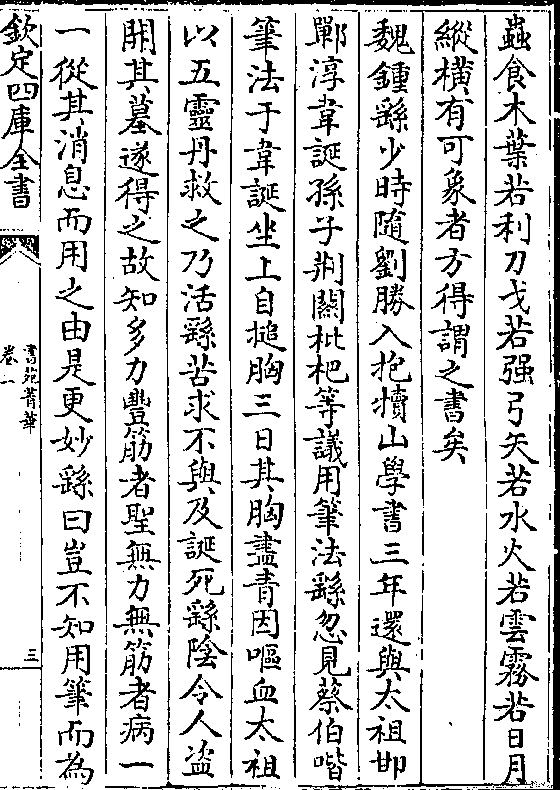 蟲食木葉若利刀戈若强弓矢若水火若雲霧若日月
縱橫有可象者方得謂之書矣
魏鍾繇少時隨劉勝入抱犢山學書三年還與太祖邯
鄲淳韋誕孫子荆關枇杷等議用筆法繇忽見蔡伯喈
筆法于韋誕坐上自搥胸三日其胸盡青因嘔血太祖
以五靈丹救之乃活繇苦求不與及誕死繇陰令人盜
開其墓遂得之故知多力豐筋者聖無力無筋者病一
一從其消息而用之由是更妙繇曰豈不知用筆而為
欽定四庫全書
書苑菁華
卷一
三